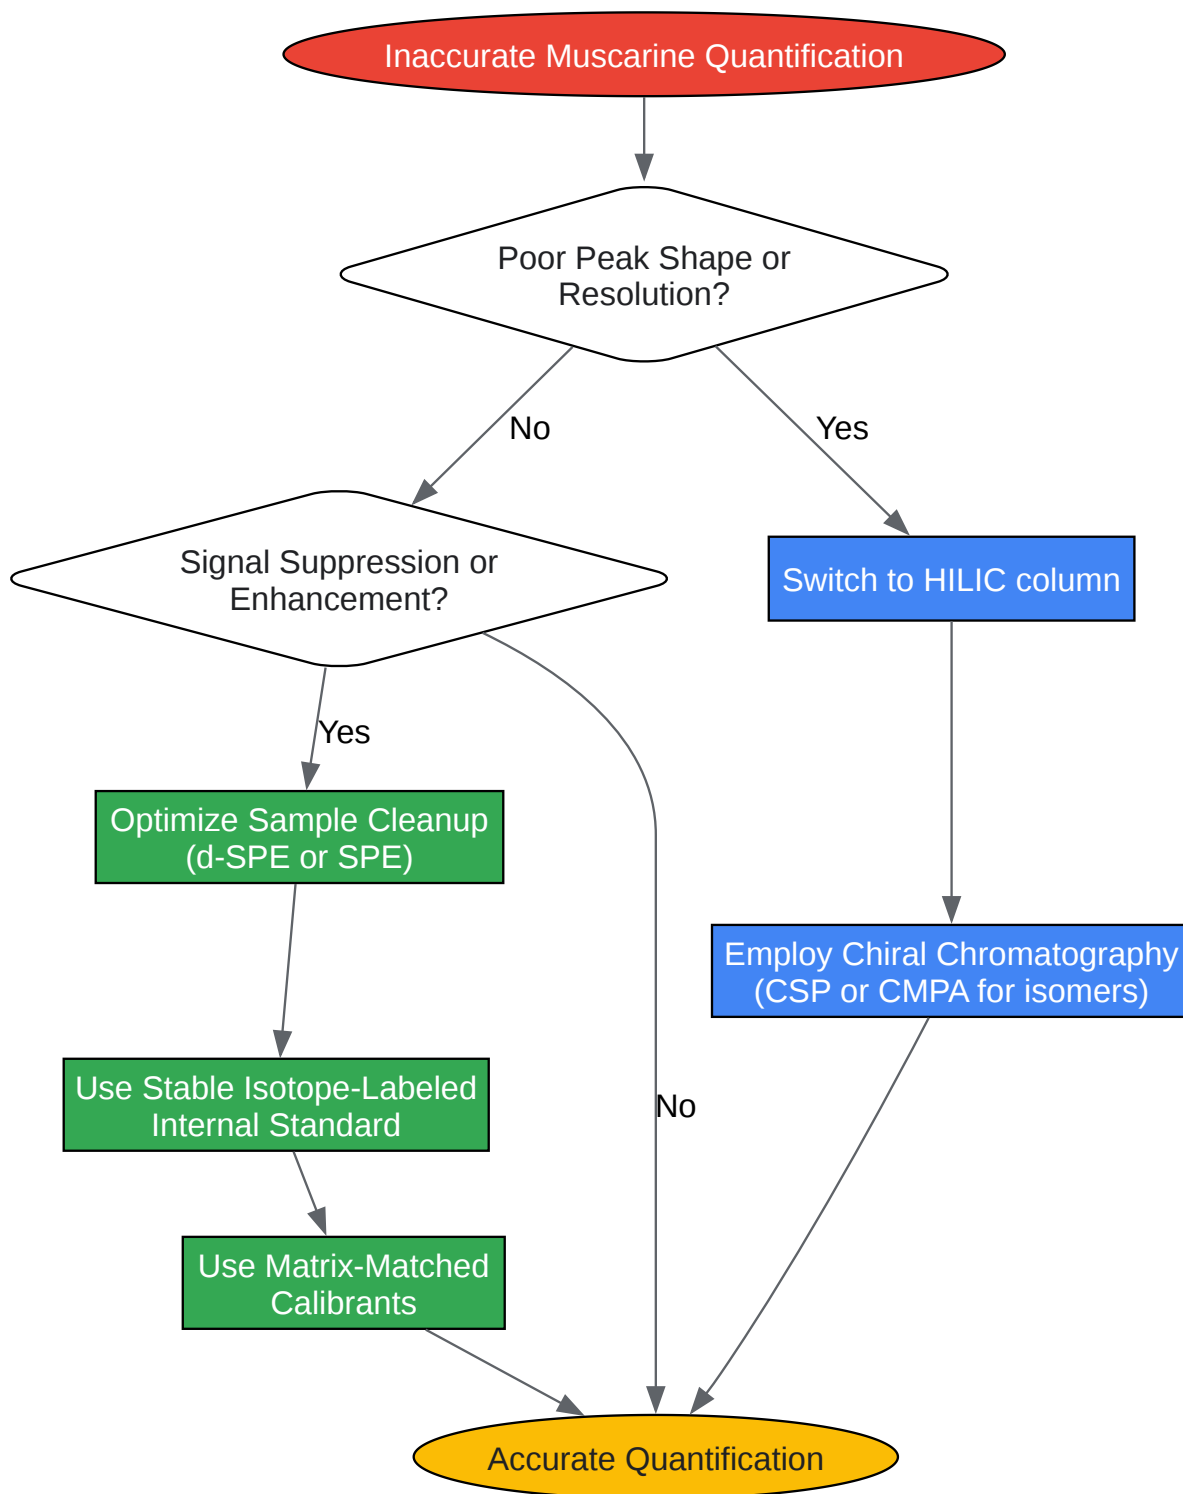 Inaccurate Muscarine Quantification
Poor Peak Shape or
Resolution?
No
Yes
Signal Suppression or
Enhancement?
Switch to HILIC column
Yes
Optimize Sample Cleanup
(d-SPE or SPE)
Employ Chiral Chromatography
(CSP or CMPA for isomers)
Use Stable Isotope-Labeled
Internal Standard
No
Use Matrix-Matched
Calibrants
Accurate Quantification